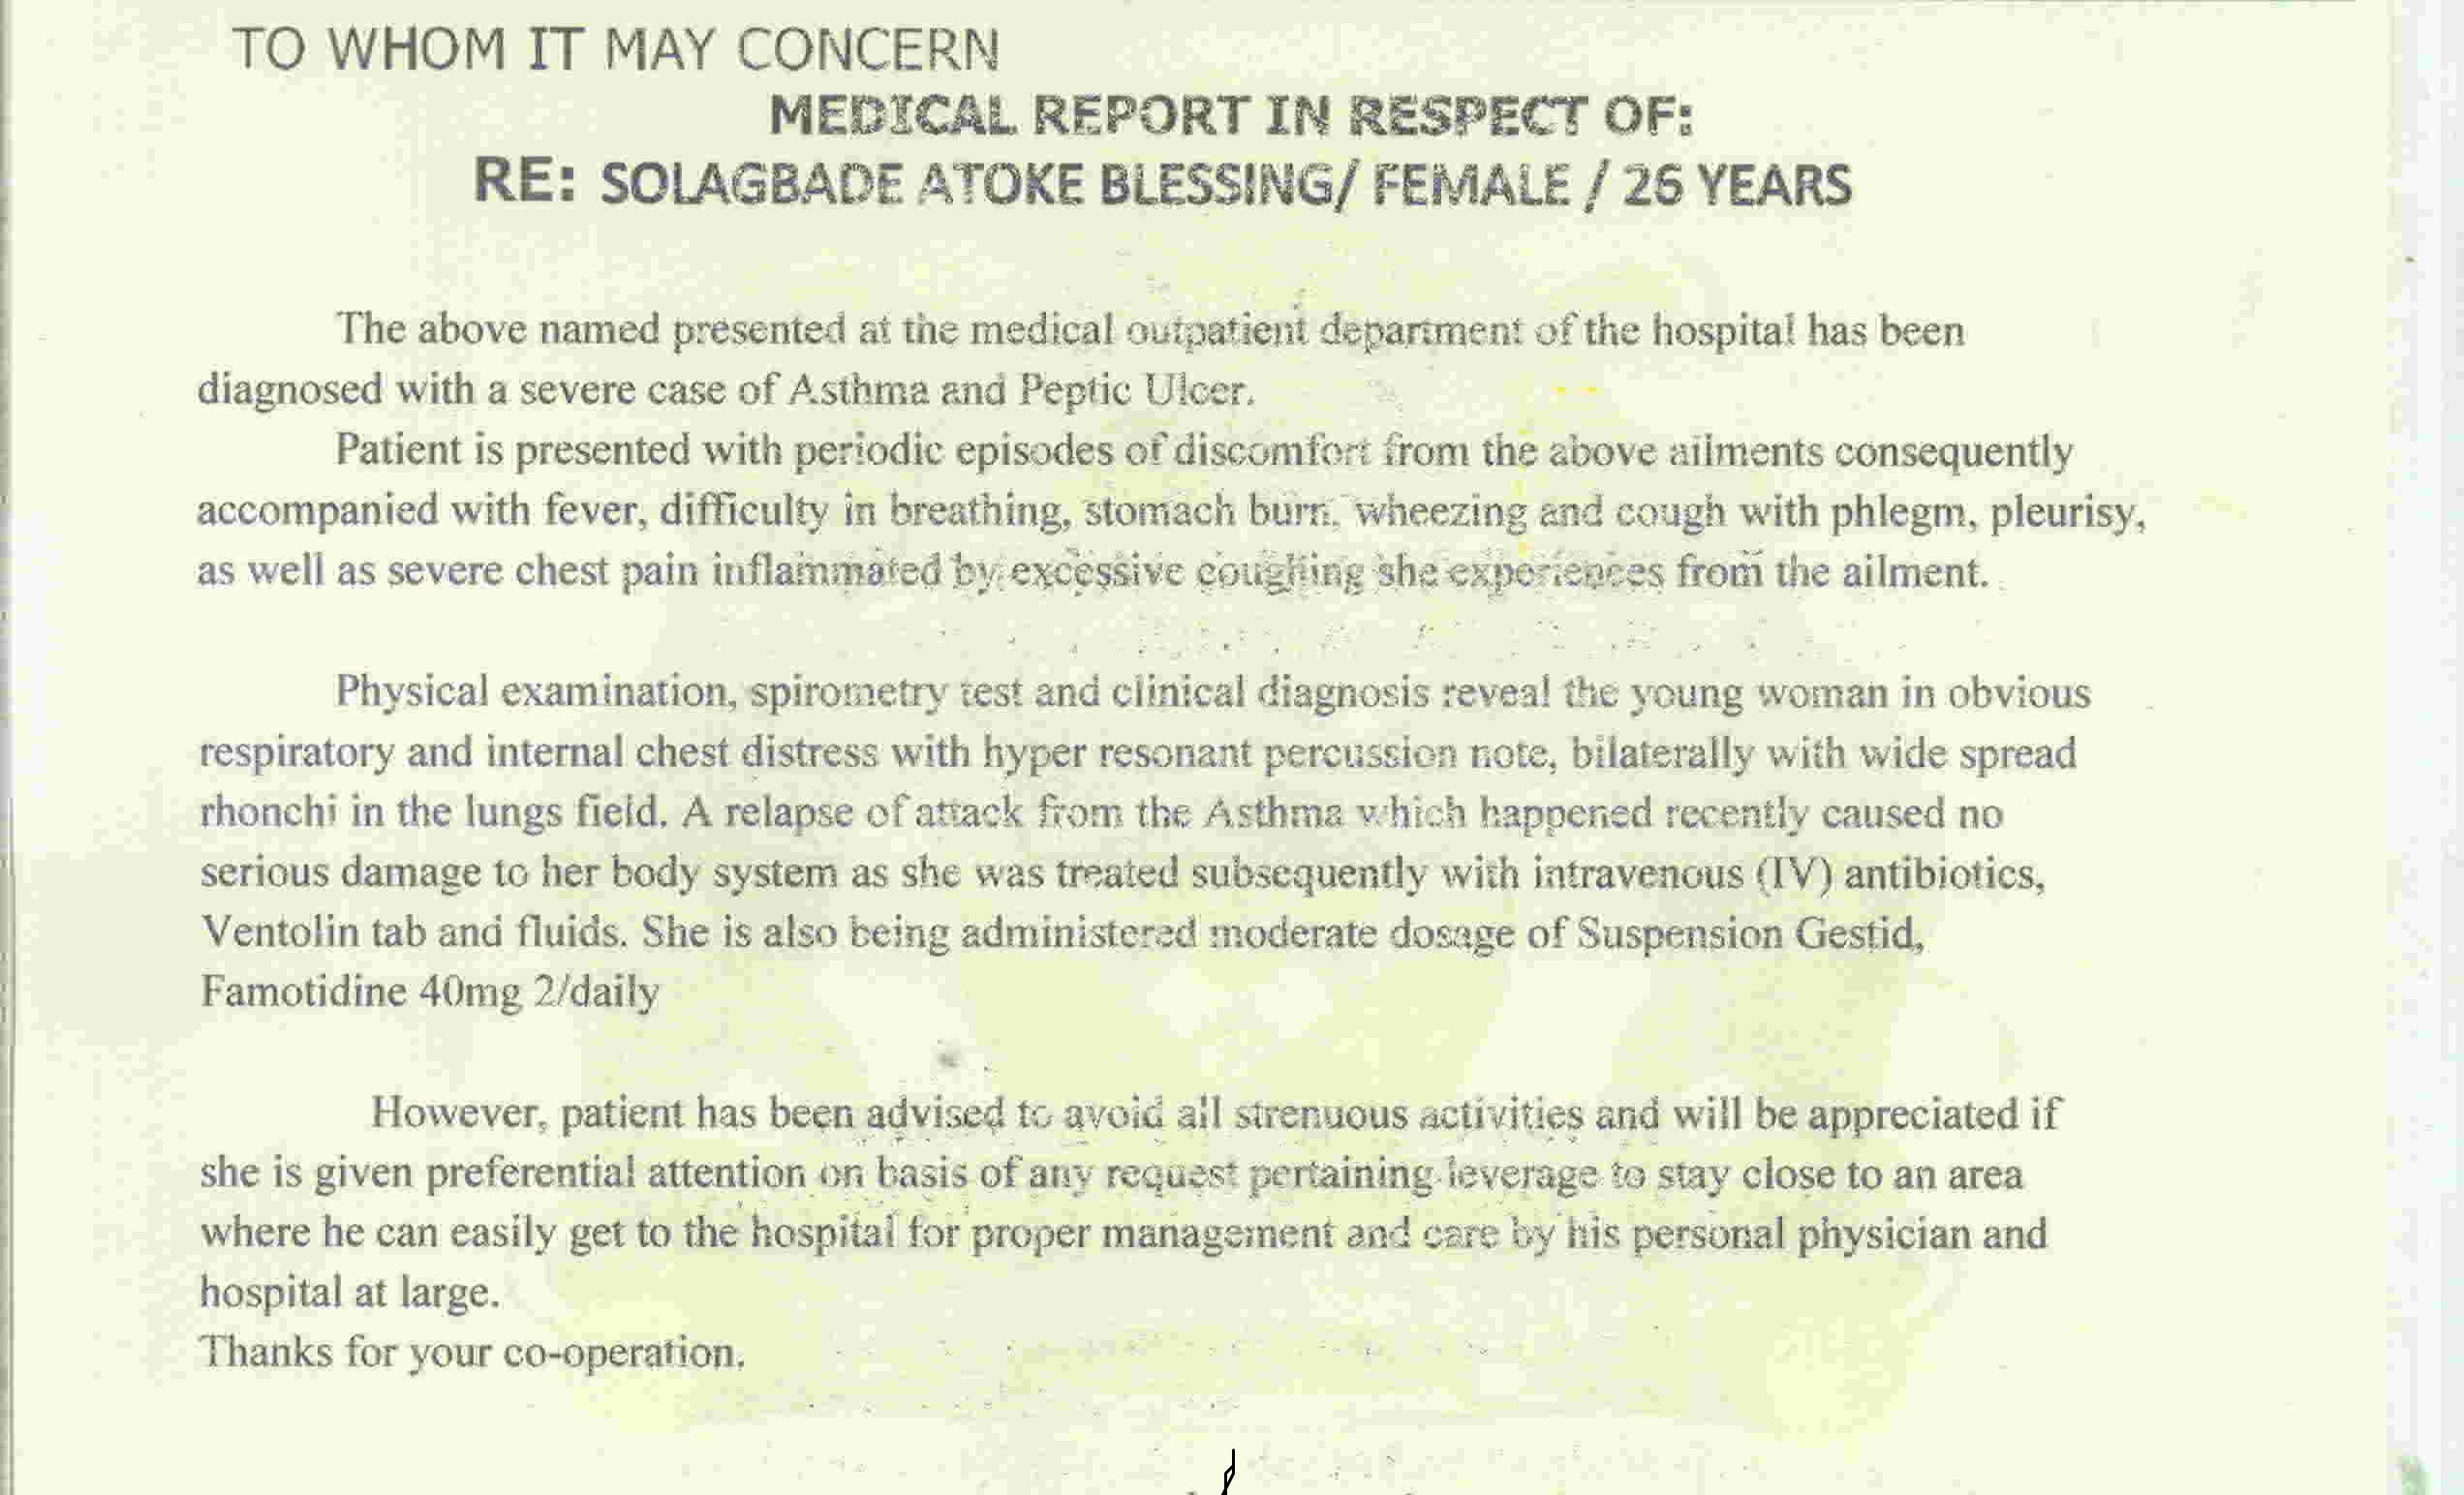 TO WHOM IT MAY CONCERN
MEDICAL REPORT IN RESPECT OF:
RE: SOLAGBADE ATOKE BLESSING/ FEMALE / 26 YEARS
The above named presented at the medical outpatient department of the hospital has been
diagnosed with a severe case of Asthma and Peptic Ulcer.
Patient is presented with periodic episodes of discomfort from the above ailments consequently
accompanied with fever, difficulty in breathing, stomach burn, wheezing and cough with phlegm, pleurisy,
as well as severe chest pain inflammated by excessive coughing she experiences from the ailment.
Physical examination, spirometry test and clinical diagnosis reveal the young woman in obvious
respiratory and internal chest distress with hyper resonant percussion note, bilaterally with wide spread
rhonchi in the lungs field. A relapse of attack from the Asthma which happened recently caused no
serious damage to her body system as she was treated subsequently with intravenous (IV) antibiotics,
Ventolin tab and fluids. She is also being administered moderate dosage of Suspension Gestid,
Famotidine 40mg 2/daily
However, patient has been advised to avoid all strenuous activities and will be appreciated if
she is given preferential attention on basis of any request pertaining leverage to stay close to an area
where he can easily get to the hospital for proper management and care by his personal physician and
hospital at large.
Thanks for your co-operation.